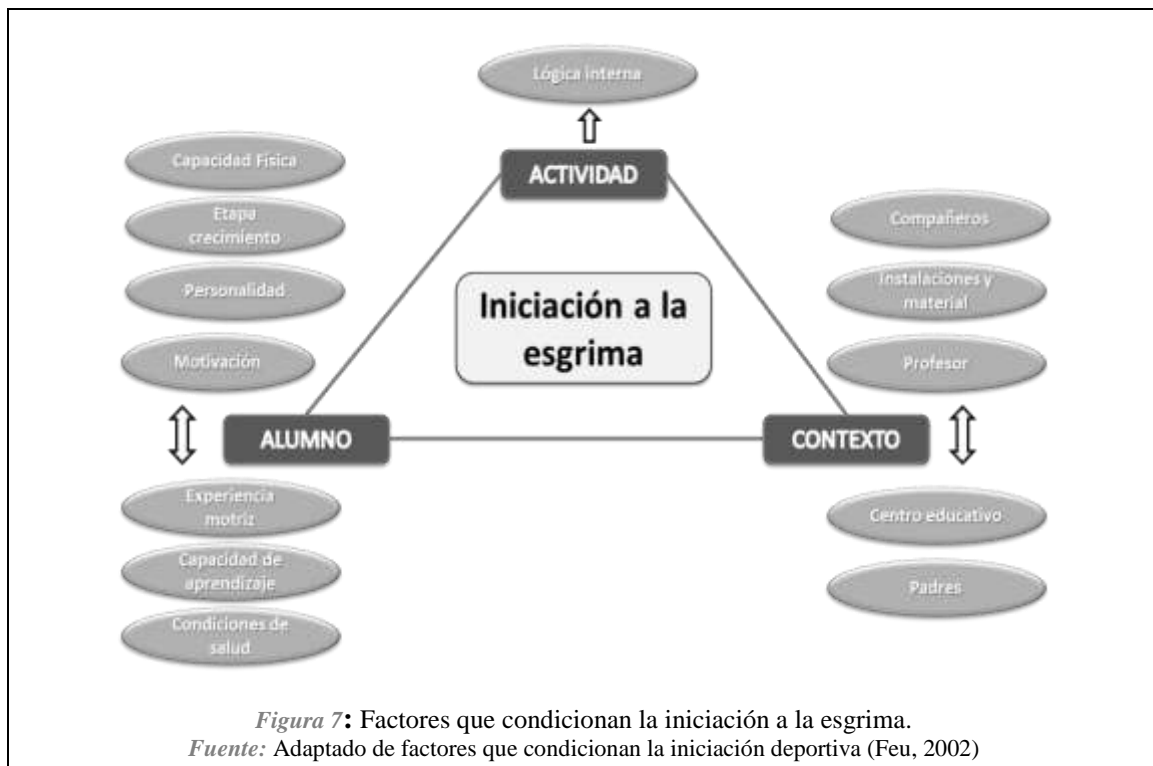 Lógica interna
ACTIVIDAD
Capacidad Física
Etapa
crecimiento
Personalidad
Motivación
Compañeros
Instalaciones y
material
Profesor
Iniciación a la
esgrima
ALUMNO
CONTEXTO
Experiencia
motriz
Capacidad de
aprendizaje
Condiciones de
salud
Centro educativo
Padres
Figura 7: Factores que condicionan la iniciación a la esgrima.
Fuente: Adaptado de factores que condicionan la iniciación deportiva (Feu, 2002)